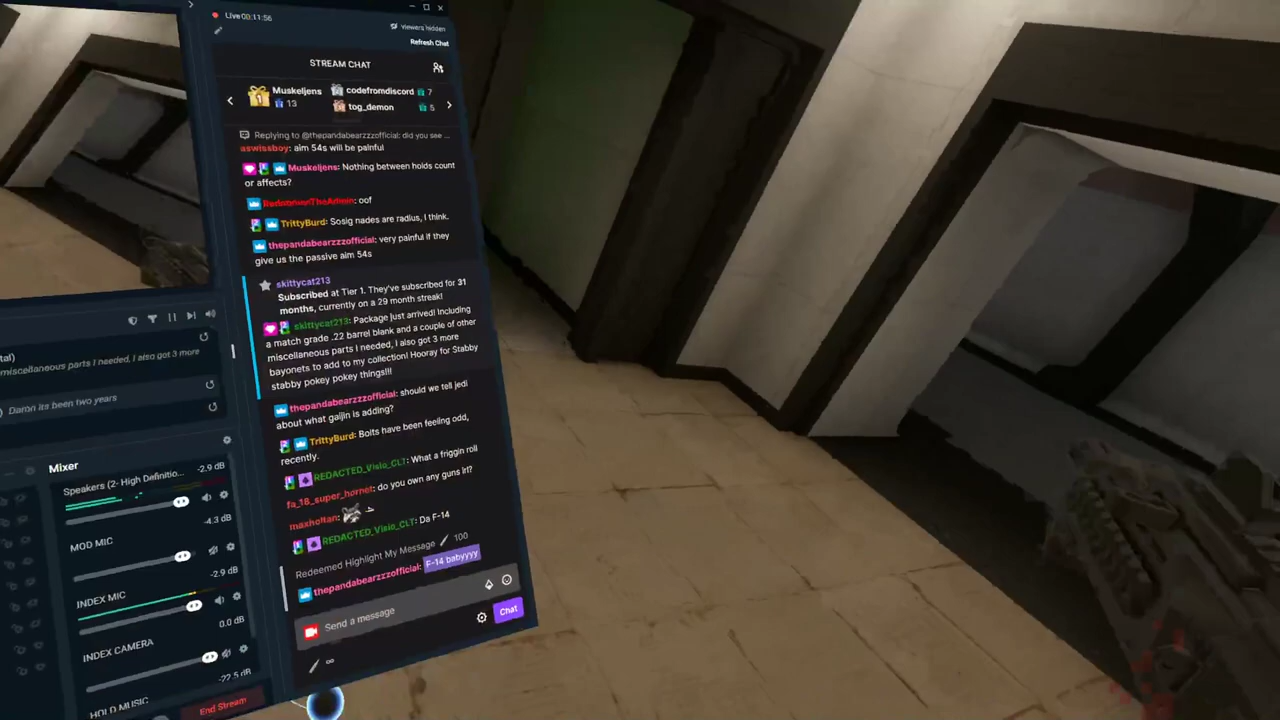 Live 00:11:56
viewers hidden
Refresh Chat
STREAM CHAT
Muskeljens
13
codefromdiscord 7
tog_demon 5
Replying to @thepandabearzzzofficial: did you see ...
aswissboy: aim 54s will be painful
Muskeljens: Nothing between holds count
or affects?
oof
TrittyBurd: Sosig nades are radius, I think.
thepandabearzzzofficial: very painful if they
give us the passive aim 54s
skittycat213
Subscribed at Tier 1. They've subscribed for 31
months, currently on a 29 month streak!
skittycat213: Package just arrived! Including
a match grade .22 barrel blank and a couple of other
miscellaneous parts I needed, I also got 3 more
bayonets to add to my collection! Hooray for Stabby
stabby pokey pokey things!!!
thepandabearzzzofficial: should we tell jedi
about what gaijin is adding?
TrittyBurd: Bolts have been feeling odd,
recently.
REDACTED_Visio_CLT: What a friggin roll
fa_18_super_hornet: do you own any guns irl?
maxholtan:
REDACTED_Visio_CLT: Da F-14
Redeemed Highlight My Message 100
thepandabearzzzofficial: F-14 babyyyy
Send a message
Chat
∞
tal)
miscellaneous parts I needed, I also got 3 more
Daron its been two years
Mixer
Speakers (2- High Definitio... -2.9 dB
-4.3 dB
MOD MIC
-2.9 dB
INDEX MIC
0.0 dB
INDEX CAMERA
-22.5 dB
HOLD MUSIC
End Stream